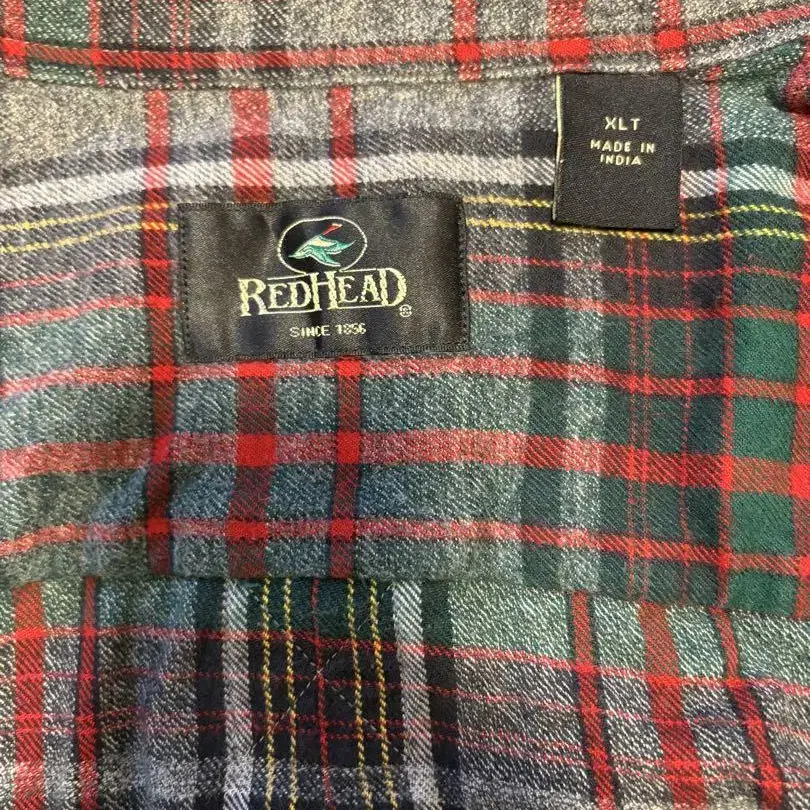 XLT
MADE IN
INDIA
REDHEAD
®
SINCE 1856